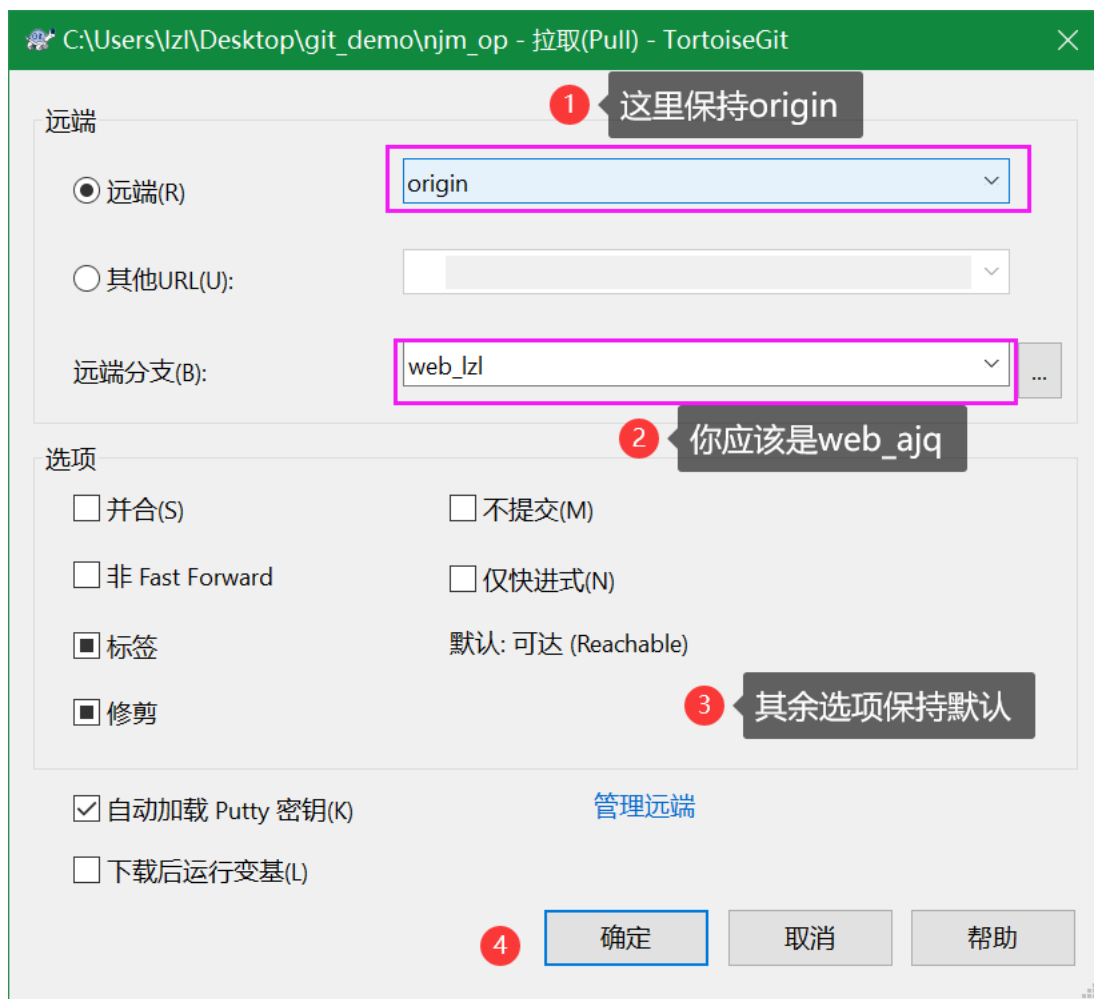 C:\Users\lzl\Desktop\git_demo\njm_op - 拉取(Pull) - TortoiseGit
1 这里保持origin
远端
远端(R)
origin
其他URL(U):
远端分支(B):
web_lzl
...
2 你应该是web_ajq
选项
并合(S)
不提交(M)
非 Fast Forward
仅快进式(N)
标签
默认: 可达 (Reachable)
修剪
3 其余选项保持默认
自动加载 Putty 密钥(K)
管理远端
下载后运行变基(L)
4
确定
取消
帮助